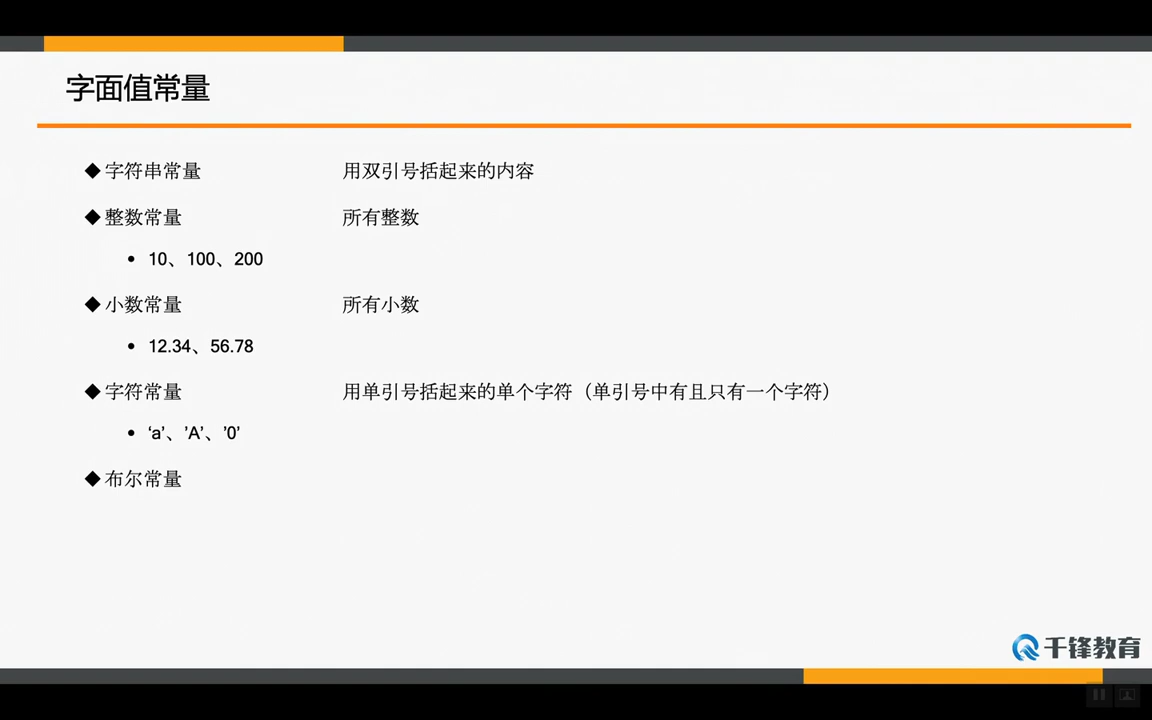 字面值常量
◆字符串常量 用双引号括起来的内容
◆整数常量 所有整数
• 10、100、200
◆小数常量 所有小数
• 12.34、56.78
◆字符常量 用单引号括起来的单个字符（单引号中有且只有一个字符）
• ‘a’、’A’、’0’
◆布尔常量
千锋教育